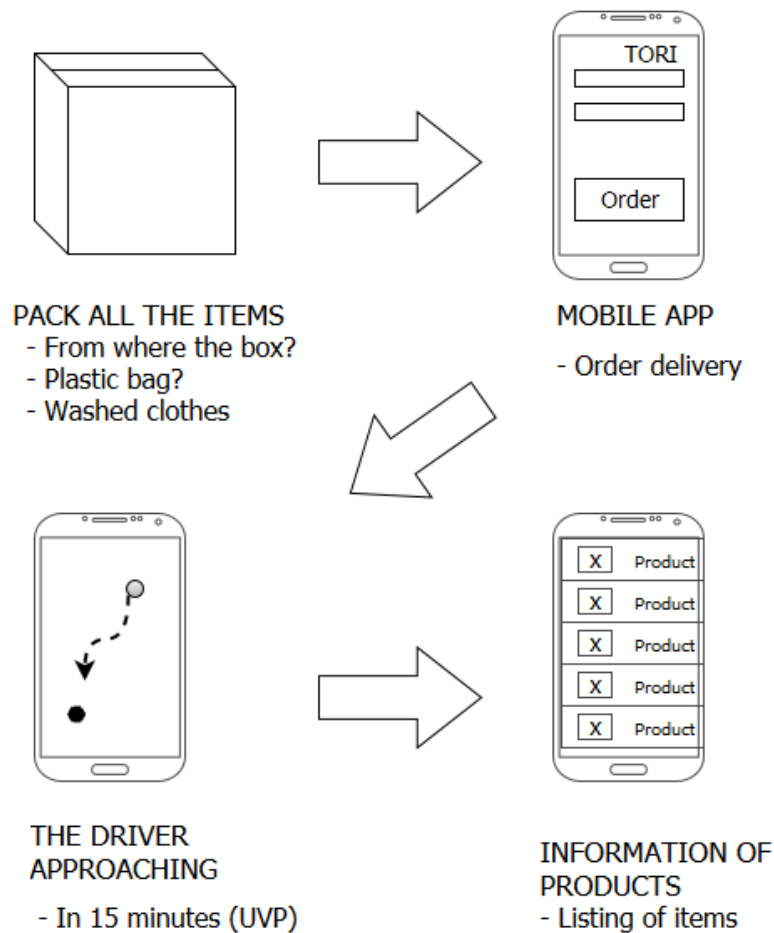 PACK ALL THE ITEMS
- From where the box?
- Plastic bag?
- Washed clothes
TORI
Order
MOBILE APP
- Order delivery
THE DRIVER
APPROACHING
- In 15 minutes (UVP)
X Product
X Product
X Product
X Product
X Product
INFORMATION OF
PRODUCTS
- Listing of items